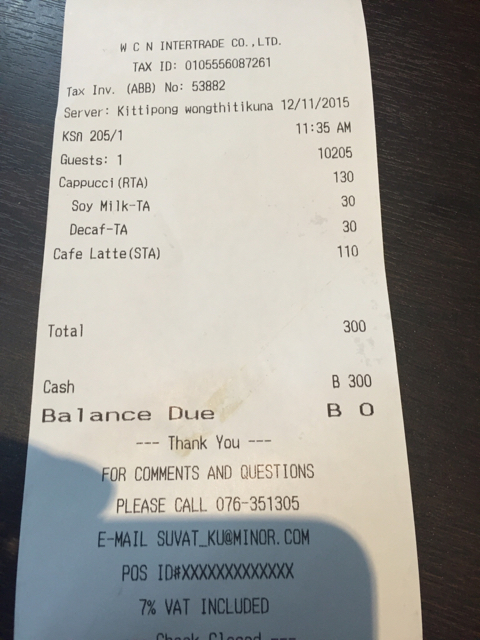 W C N INTERTRADE CO.,LTD.
TAX ID: 0105556087261
Tax Inv. (ABB) No: 53882
Server: Kittipong wongthitikuna 12/11/2015
KSก 205/1 11:35 AM
Guests: 1 10205
Cappucci(RTA) 130
Soy Milk-TA 30
Decaf-TA 30
Cafe Latte(STA) 110
Total 300
Cash B 300
Balance Due B 0
--- Thank You ---
FOR COMMENTS AND QUESTIONS
PLEASE CALL 076-351305
E-MAIL SUVAT_KU@MINOR.COM
POS ID#XXXXXXXXXXXXX
7% VAT INCLUDED
Check Closed ---